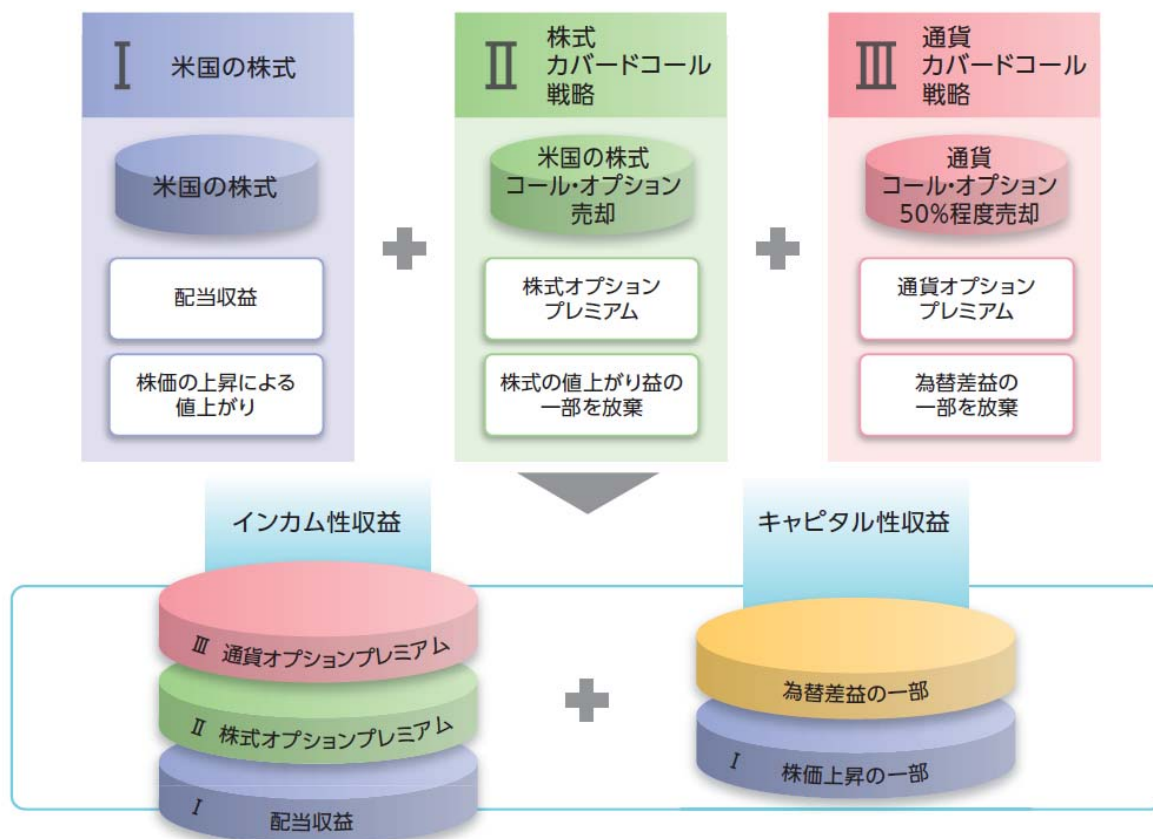 I
米国の株式
II
株式
カバードコール
戦略
III
通貨
カバードコール
戦略
米国の株式
米国の株式
コール・オプション
売却
通貨
コール・オプション
50%程度売却
配当収益
株式オプション
プレミアム
通貨オプション
プレミアム
株価の上昇による
値上がり
株式の値上がり益の
一部を放棄
為替差益の
一部を放棄
インカム性収益
キャピタル性収益
III 通貨オプションプレミアム
II 株式オプションプレミアム
I 配当収益
為替差益の一部
I 株価上昇の一部